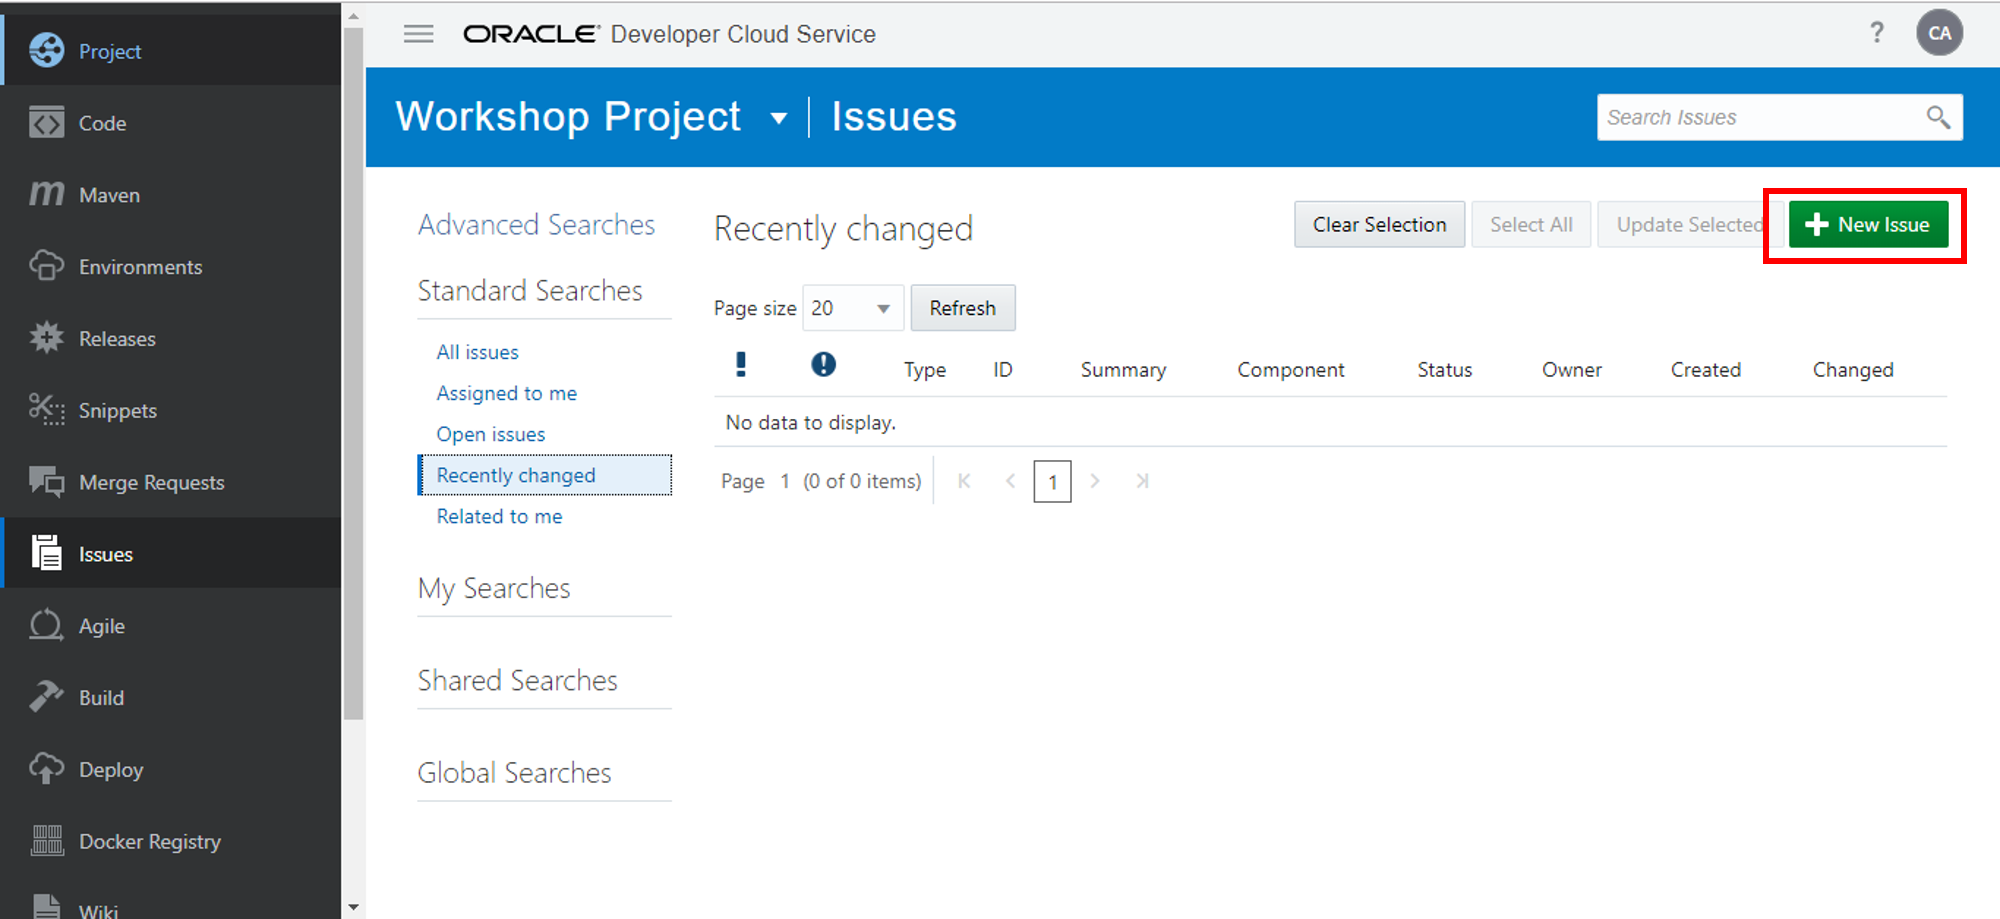 Project
Code
Maven
Environments
Releases
Snippets
Merge Requests
Issues
Agile
Build
Deploy
Docker Registry
Wiki
ORACLE® Developer Cloud Service
?
CA
Workshop Project | Issues
Search Issues
Advanced Searches
Standard Searches
All issues
Assigned to me
Open issues
Recently changed
Related to me
My Searches
Shared Searches
Global Searches
Recently changed
Clear Selection Select All Update Selected New Issue
Page size 20 Refresh
Type ID Summary Component Status Owner Created Changed
No data to display.
Page 1 (0 of 0 items) 1